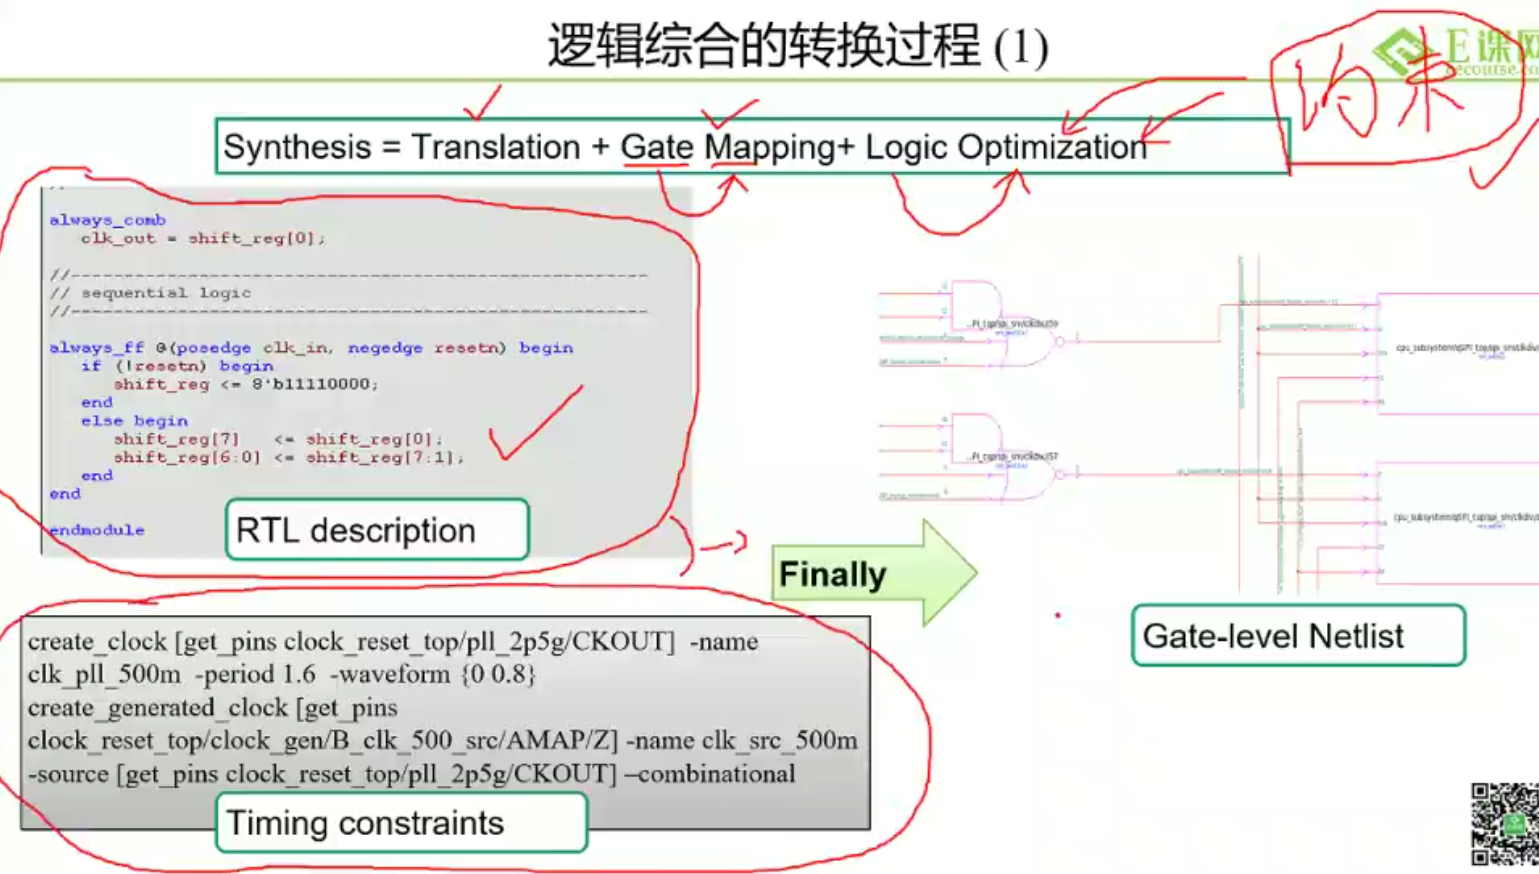 逻辑综合的转换过程 (1)
E课网
eecourse.co
约束
Synthesis = Translation + Gate Mapping+ Logic Optimization
always_comb
clk_out = shift_reg[0];
//------------------------------------------------------
// sequential logic
//------------------------------------------------------
always_ff @(posedge clk_in, negedge resetn) begin
if (!resetn) begin
shift_reg <= 8'b11110000;
end
else begin
shift_reg[7] <= shift_reg[0];
shift_reg[6:0] <= shift_reg[7:1];
end
end
endmodule
RTL description
Finally
Gate-level Netlist
create_clock [get_pins clock_reset_top/pll_2p5g/CKOUT] -name
clk_pll_500m -period 1.6 -waveform {0 0.8}
create_generated_clock [get_pins
clock_reset_top/clock_gen/B_clk_500_src/AMAP/Z] -name clk_src_500m
-source [get_pins clock_reset_top/pll_2p5g/CKOUT] –combinational
Timing constraints